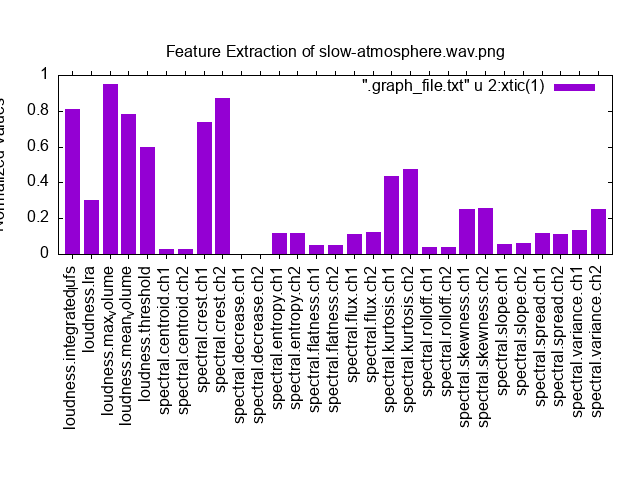 Feature Extraction of slow-atmosphere.wav.png
".graph_file.txt" u 2:xtic(1)
Normalized Values
1
0.8
0.6
0.4
0.2
0
loudness.integratedlufs
loudness.lra
loudness.maxvolume
loudness.meanvolume
loudness.threshold
spectral.centroid.ch1
spectral.centroid.ch2
spectral.crest.ch1
spectral.crest.ch2
spectral.decrease.ch1
spectral.decrease.ch2
spectral.entropy.ch1
spectral.entropy.ch2
spectral.flatness.ch1
spectral.flatness.ch2
spectral.flux.ch1
spectral.flux.ch2
spectral.kurtosis.ch1
spectral.kurtosis.ch2
spectral.rolloff.ch1
spectral.rolloff.ch2
spectral.skewness.ch1
spectral.skewness.ch2
spectral.slope.ch1
spectral.slope.ch2
spectral.spread.ch1
spectral.spread.ch2
spectral.variance.ch1
spectral.variance.ch2